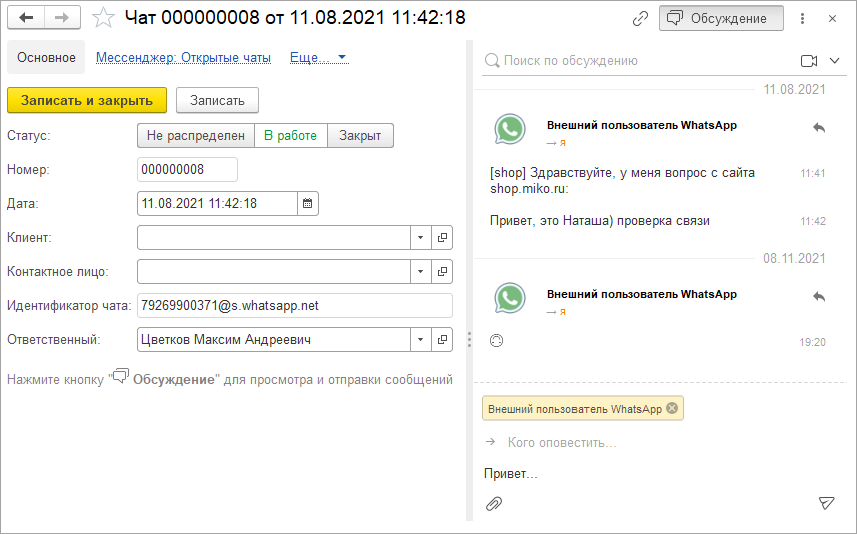 Чат 000000008 от 11.08.2021 11:42:18
Обсуждение
Основное
Мессенджер: Открытые чаты
Еще...
Записать и закрыть
Записать
Статус:
Не распределен
В работе
Закрыт
Номер:
000000008
Дата:
11.08.2021 11:42:18
Клиент:
Контактное лицо:
Идентификатор чата:
79269900371@s.whatsapp.net
Ответственный:
Цветков Максим Андреевич
Нажмите кнопку " Обсуждение" для просмотра и отправки сообщений
Поиск по обсуждению
11.08.2021
Внешний пользователь WhatsApp
→ я
[shop] Здравствуйте, у меня вопрос с сайта
shop.miko.ru:
11:41
Привет, это Наташа) проверка связи
11:42
08.11.2021
Внешний пользователь WhatsApp
→ я
19:20
Внешний пользователь WhatsApp
→ Кого оповестить...
Привет...